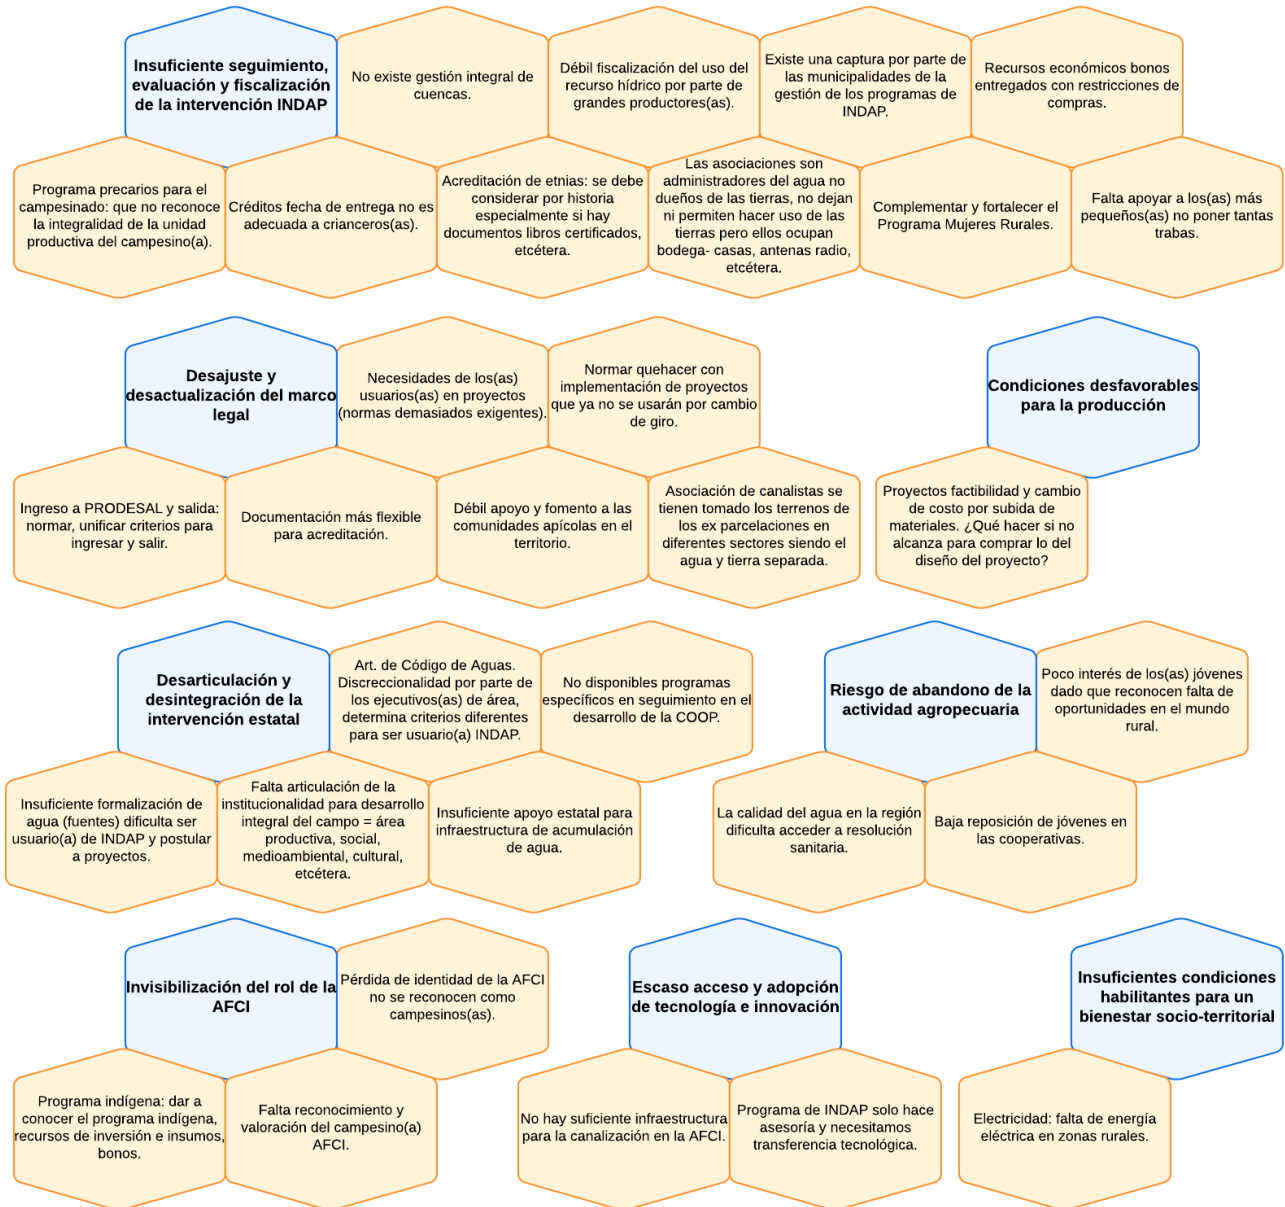 Insuficiente seguimiento,
evaluación y fiscalización
de la intervención INDAP
No existe gestión integral de
cuencas.
Débil fiscalización del uso del
recurso hídrico por parte de
grandes productores(as).
Existe una captura por parte de
las municipalidades de la
gestión de los programas de
INDAP.
Recursos económicos bonos
entregados con restricciones de
compras.
Programa precarios para el
campesinado: que no reconoce
la integralidad de la unidad
productiva del campesino(a).
Créditos fecha de entrega no es
adecuada a crianceros(as).
Acreditación de etnias: se debe
considerar por historia
especialmente si hay
documentos libros certificados,
etcétera.
Las asociaciones son
administradores del agua no
dueños de las tierras, no dejan
ni permiten hacer uso de las
tierras pero ellos ocupan
bodega- casas, antenas radio,
etcétera.
Complementar y fortalecer el
Programa Mujeres Rurales.
Falta apoyar a los(as) más
pequeños(as) no poner tantas
trabas.
Desajuste y
desactualización del marco
legal
Necesidades de los(as)
usuarios(as) en proyectos
(normas demasiados exigentes).
Normar quehacer con
implementación de proyectos
que ya no se usarán por cambio
de giro.
Ingreso a PRODESAL y salida:
normar, unificar criterios para
ingresar y salir.
Documentación más flexible
para acreditación.
Débil apoyo y fomento a las
comunidades apícolas en el
territorio.
Asociación de canalistas se
tienen tomado los terrenos de
los ex parcelaciones en
diferentes sectores siendo el
agua y tierra separada.
Condiciones desfavorables
para la producción
Proyectos factibilidad y cambio
de costo por subida de
materiales. ¿Qué hacer si no
alcanza para comprar lo del
diseño del proyecto?
Desarticulación y
desintegración de la
intervención estatal
Art. de Código de Aguas.
Discreccionalidad por parte de
los ejecutivos(as) de área,
determina criterios diferentes
para ser usuario(a) INDAP.
No disponibles programas
específicos en seguimiento en el
desarrollo de la COOP.
Insuficiente formalización de
agua (fuentes) dificulta ser
usuario(a) de INDAP y postular
a proyectos.
Falta articulación de la
institucionalidad para desarrollo
integral del campo = área
productiva, social,
medioambiental, cultural,
etcétera.
Insuficiente apoyo estatal para
infraestructura de acumulación
de agua.
Riesgo de abandono de la
actividad agropecuaria
Poco interés de los(as) jóvenes
dado que reconocen falta de
oportunidades en el mundo
rural.
La calidad del agua en la región
dificulta acceder a resolución
sanitaria.
Baja reposición de jóvenes en
las cooperativas.
Invisibilización del rol de la
AFCI
Pérdida de identidad de la AFCI
no se reconocen como
campesinos(as).
Programa indígena: dar a
conocer el programa indígena,
recursos de inversión e insumos,
bonos.
Falta reconocimiento y
valoración del campesino(a)
AFCI.
Escaso acceso y adopción
de tecnología e innovación
No hay suficiente infraestructura
para la canalización en la AFCI.
Programa de INDAP solo hace
asesoría y necesitamos
transferencia tecnológica.
Insuficientes condiciones
habilitantes para un
bienestar socio-territorial
Electricidad: falta de energía
eléctrica en zonas rurales.